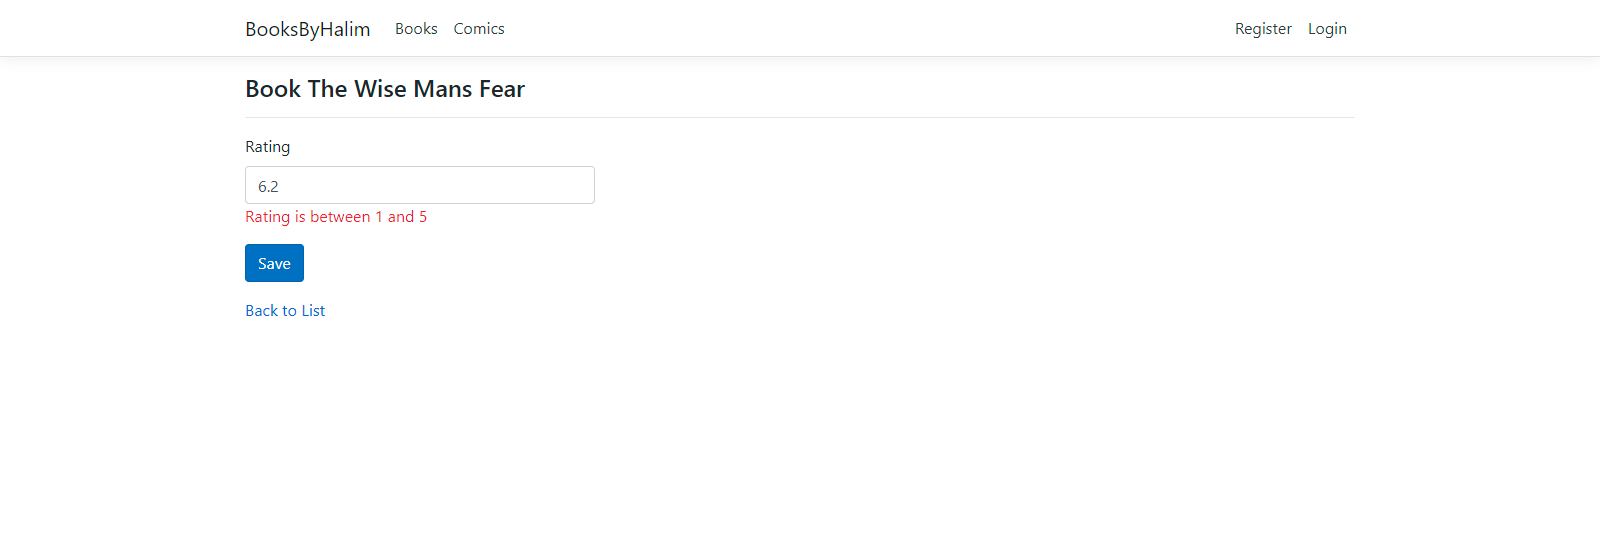 BooksByHalim Books Comics Register Login
Book The Wise Mans Fear
Rating
6.2
Rating is between 1 and 5
Save
Back to List